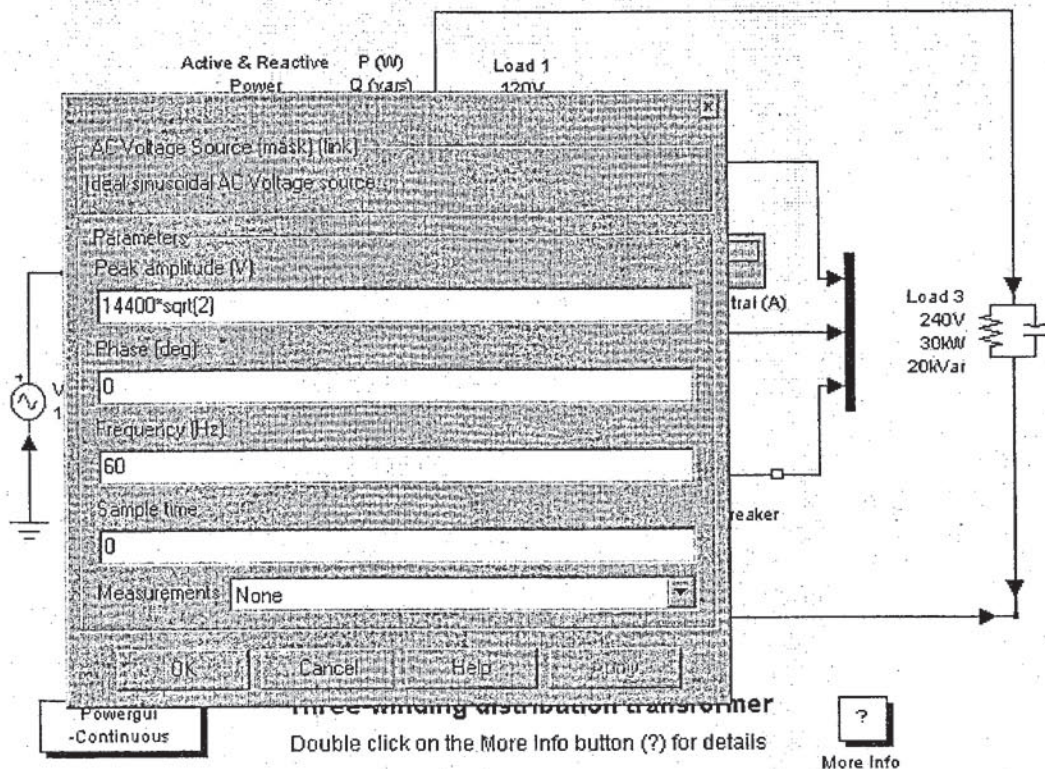 Active & Reactive
Power
P (W)
Q (vars)
Load 1
120V
AC Voltage Source (mask) (link)
Ideal sinusoidal AC Voltage source.
Parameters
Peak amplitude (V)
14400*sqrt(2)
Phase (deg)
0
Frequency (Hz)
60
Sample time
0
Measurements None
OK Cancel Help Apply
tral (A)
reaker
Load 3
240V
30kW
20kVar
V
1
Powergui
-Continuous
Three-winding distribution transformer
Double click on the More Info button (?) for details
?
More Info